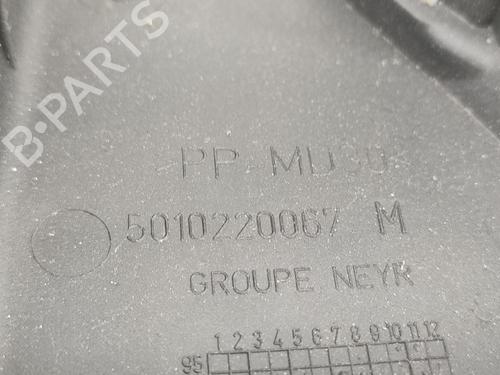 B-PARTS
>PP-MD30<
5010220067 M
GROUPE NEYR
1 2 3 4 5 6 7 8 9 10 11 12
95